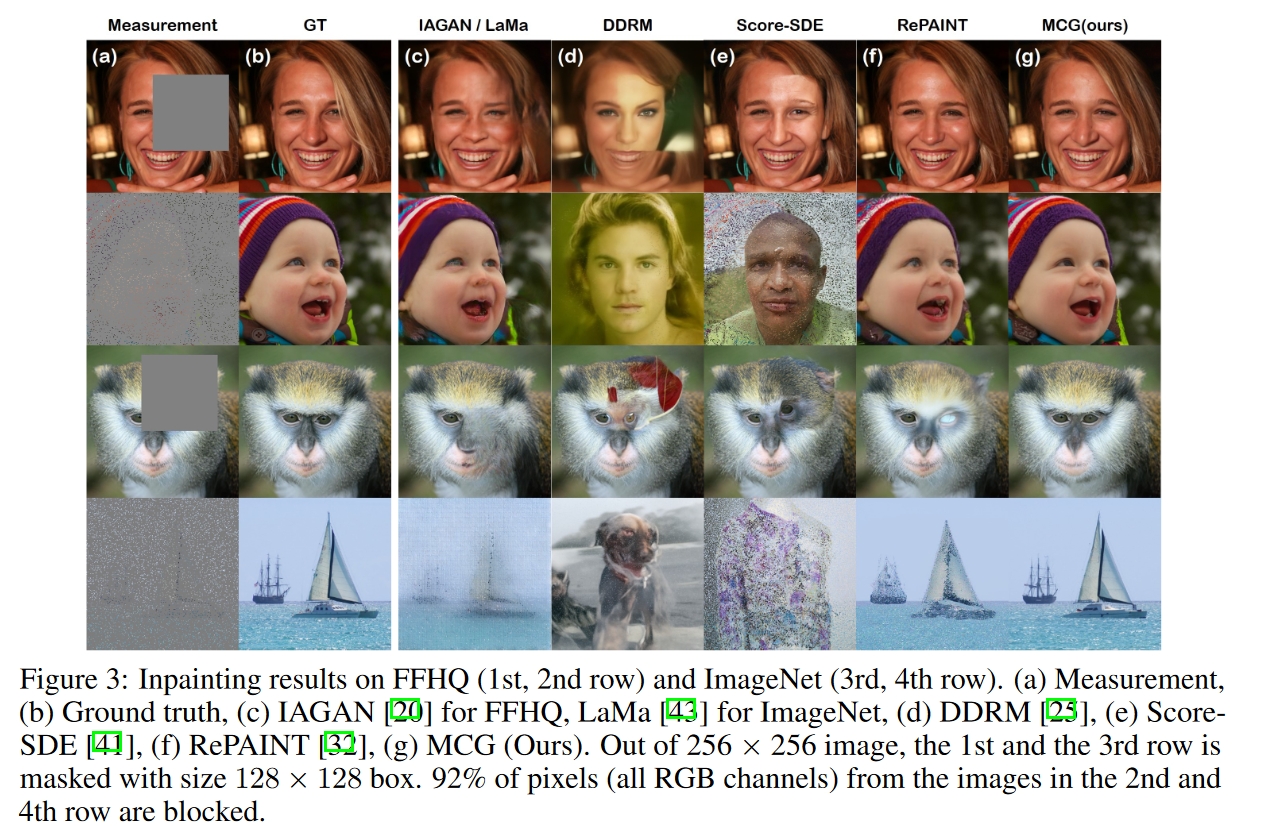 Measurement GT IAGAN / LaMa DDRM Score-SDE RePAINT MCG(ours)
(a) (b) (c) (d) (e) (f) (g)
Figure 3: Inpainting results on FFHQ (1st, 2nd row) and ImageNet (3rd, 4th row). (a) Measurement,
(b) Ground truth, (c) IAGAN [20] for FFHQ, LaMa [43] for ImageNet, (d) DDRM [25], (e) Score-
SDE [41], (f) RePAINT [32], (g) MCG (Ours). Out of 256 × 256 image, the 1st and the 3rd row is
masked with size 128 × 128 box. 92% of pixels (all RGB channels) from the images in the 2nd and
4th row are blocked.